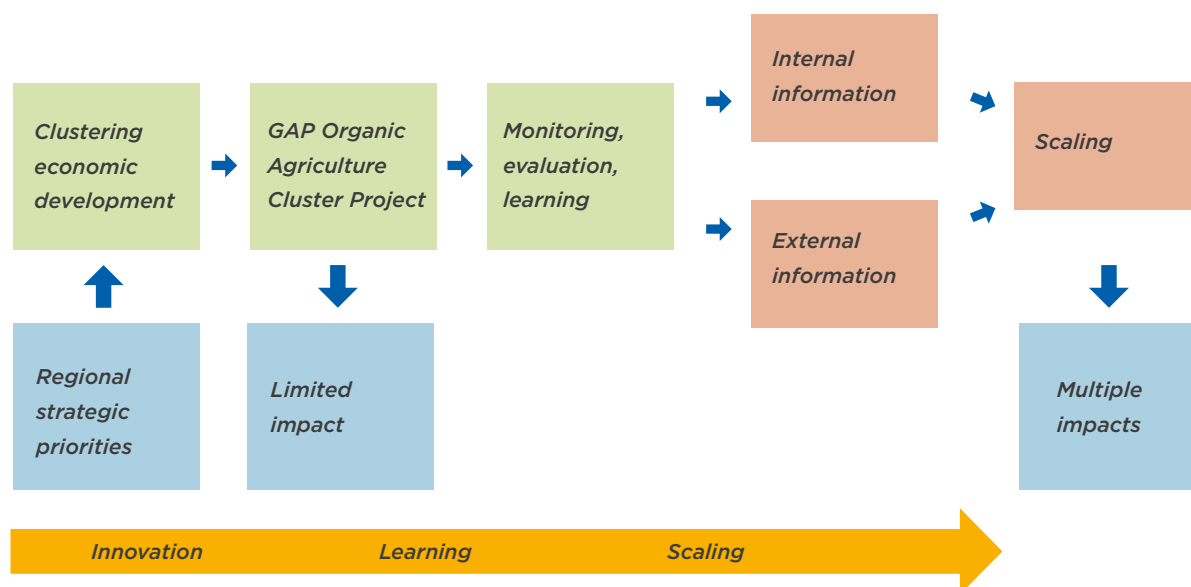 Clustering
economic
development
GAP Organic
Agriculture
Cluster Project
Monitoring,
evaluation,
learning
Internal
information
External
information
Scaling
Regional
strategic
priorities
Limited
impact
Multiple
impacts
Innovation
Learning
Scaling